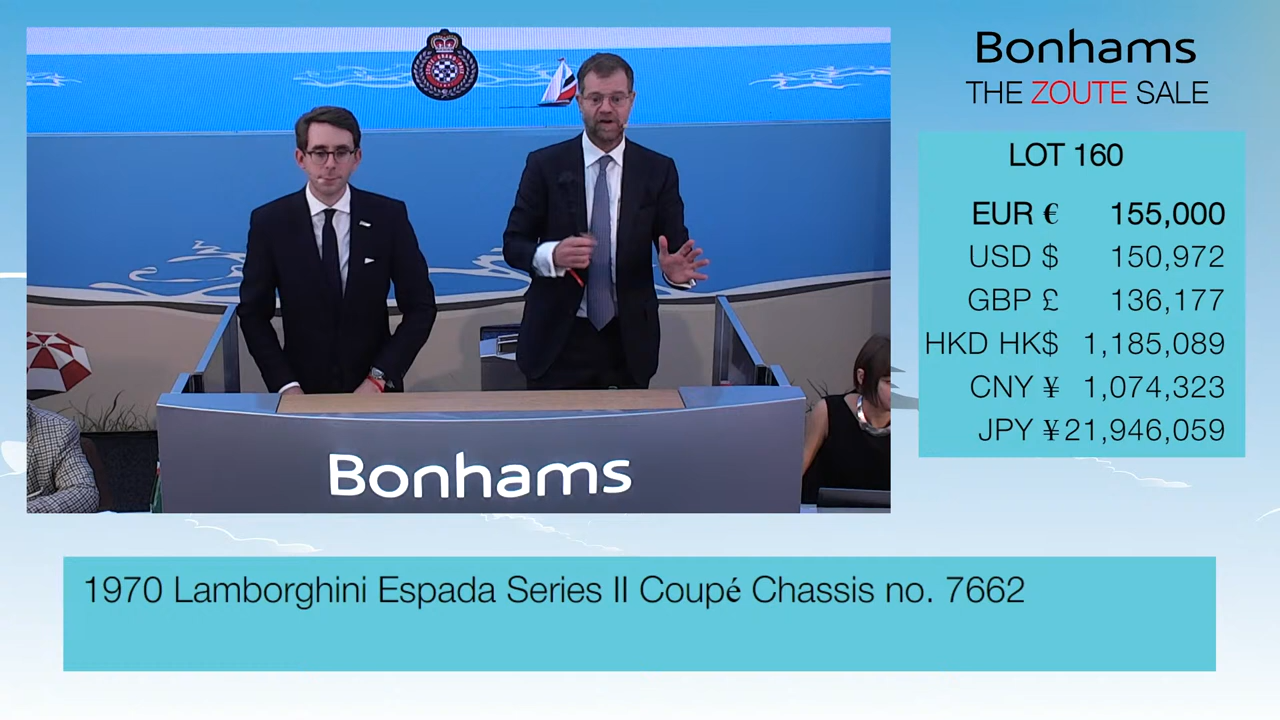 Bonhams
THE ZOUTE SALE
LOT 160
EUR € 155,000
USD $ 150,972
GBP £ 136,177
HKD HK$ 1,185,089
CNY ¥ 1,074,323
JPY ¥ 21,946,059
Bonhams
1970 Lamborghini Espada Series II Coupé Chassis no. 7662